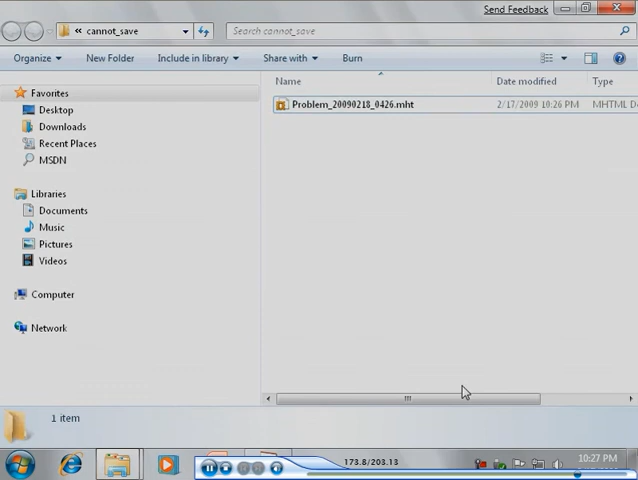 Send Feedback
cannot_save
Search cannot_save
Organize
New Folder
Include in library
Share with
Burn
Favorites
Desktop
Downloads
Recent Places
MSDN
Libraries
Documents
Music
Pictures
Videos
Computer
Network
Name
Date modified
Type
Problem_20090218_0426.mht
2/17/2009 10:26 PM
MHTML D
1 item
173.8/203.13
10:27 PM